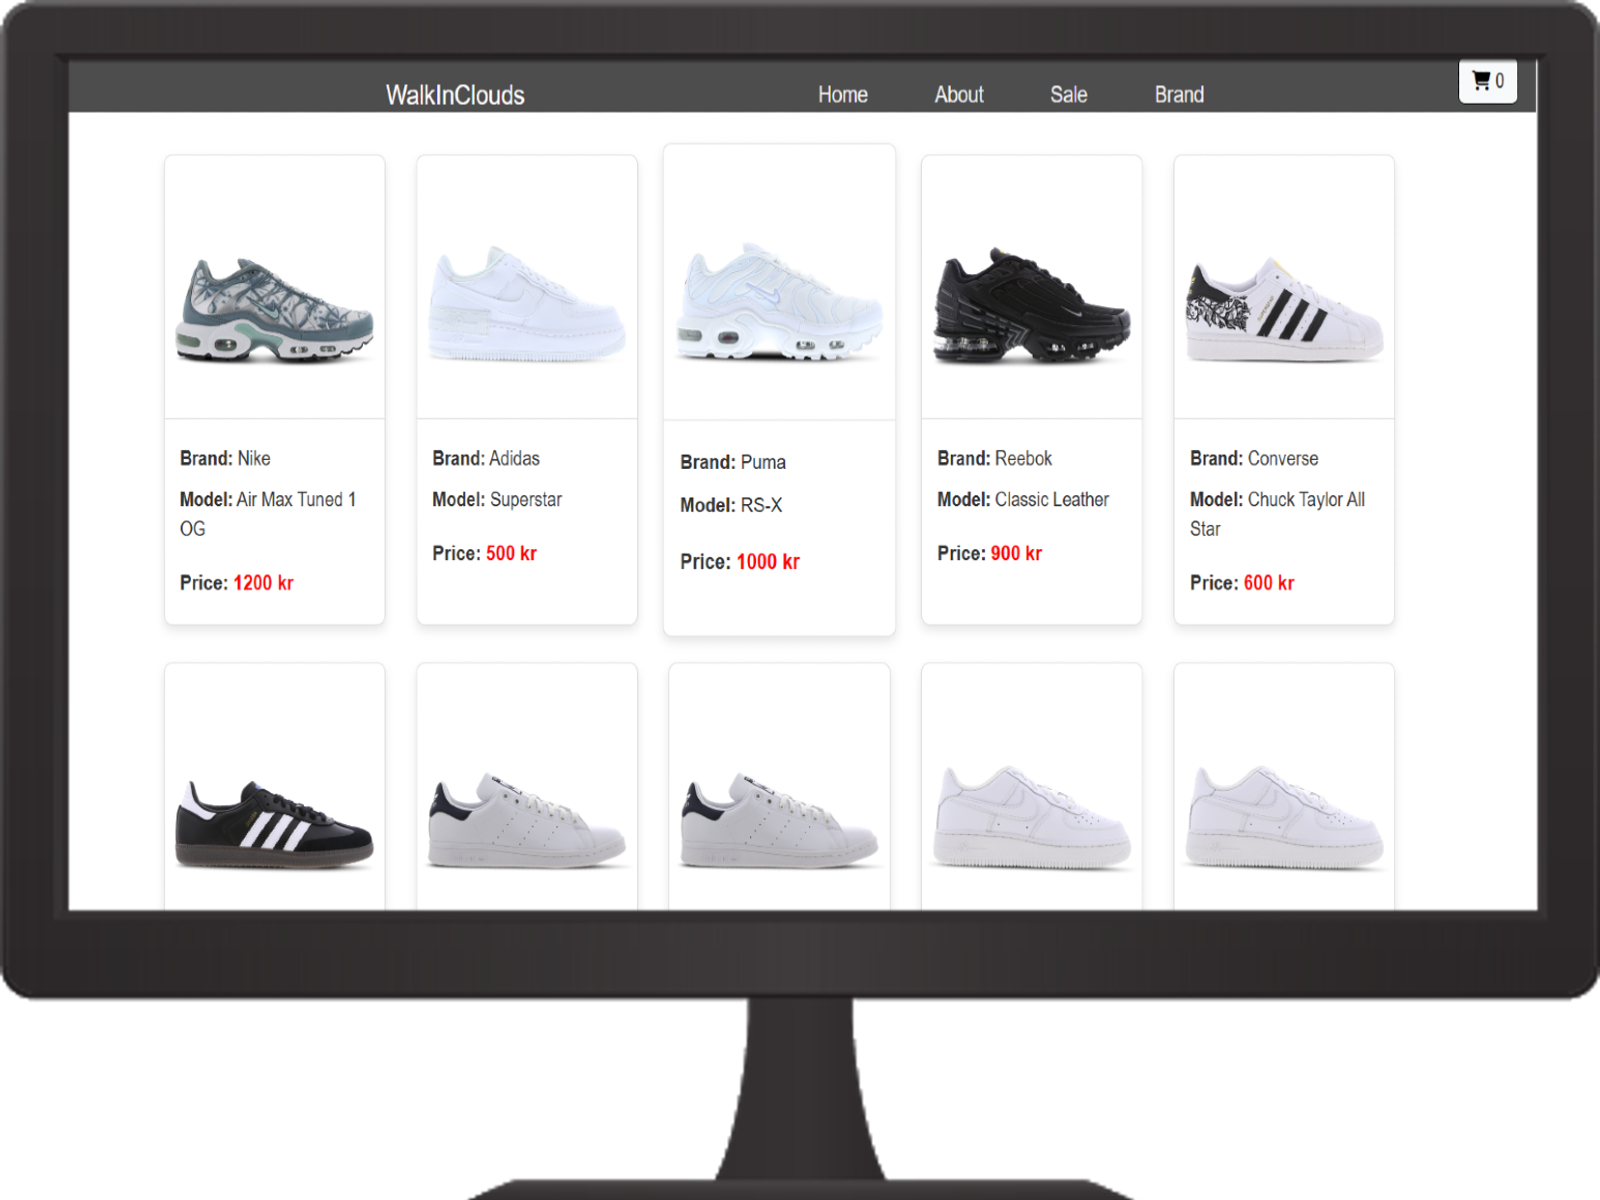 WalkInClouds Home About Sale Brand 0
Brand: Nike
Model: Air Max Tuned 1
OG
Price: 1200 kr
Brand: Adidas
Model: Superstar
Price: 500 kr
Brand: Puma
Model: RS-X
Price: 1000 kr
Brand: Reebok
Model: Classic Leather
Price: 900 kr
Brand: Converse
Model: Chuck Taylor All
Star
Price: 600 kr